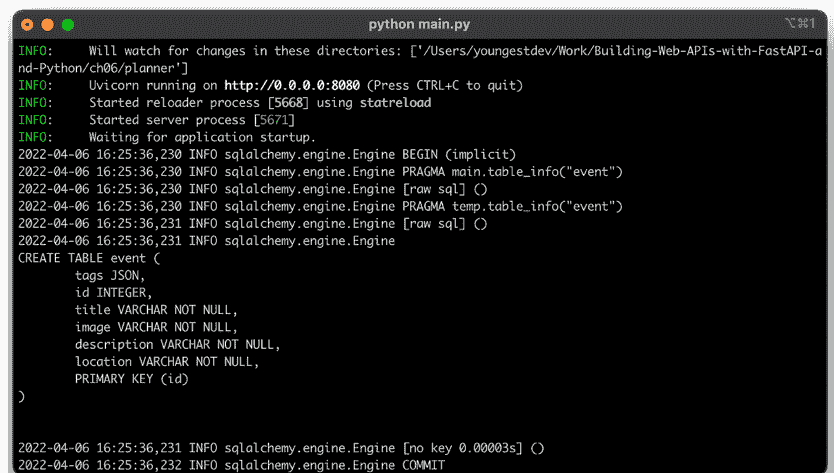 python main.py
⌥⌘1
INFO:     Will watch for changes in these directories: ['/Users/youngestdev/Work/Building-Web-APIs-with-FastAPI-a
nd-Python/ch06/planner']
INFO:     Uvicorn running on http://0.0.0.0:8080 (Press CTRL+C to quit)
INFO:     Started reloader process [5668] using statreload
INFO:     Started server process [5671]
INFO:     Waiting for application startup.
2022-04-06 16:25:36,230 INFO sqlalchemy.engine.Engine BEGIN (implicit)
2022-04-06 16:25:36,230 INFO sqlalchemy.engine.Engine PRAGMA main.table_info("event")
2022-04-06 16:25:36,230 INFO sqlalchemy.engine.Engine [raw sql] ()
2022-04-06 16:25:36,230 INFO sqlalchemy.engine.Engine PRAGMA temp.table_info("event")
2022-04-06 16:25:36,231 INFO sqlalchemy.engine.Engine [raw sql] ()
2022-04-06 16:25:36,231 INFO sqlalchemy.engine.Engine
CREATE TABLE event (
        tags JSON,
        id INTEGER,
        title VARCHAR NOT NULL,
        image VARCHAR NOT NULL,
        description VARCHAR NOT NULL,
        location VARCHAR NOT NULL,
        PRIMARY KEY (id)
)
2022-04-06 16:25:36,231 INFO sqlalchemy.engine.Engine [no key 0.00003s] ()
2022-04-06 16:25:36,232 INFO sqlalchemy.engine.Engine COMMIT